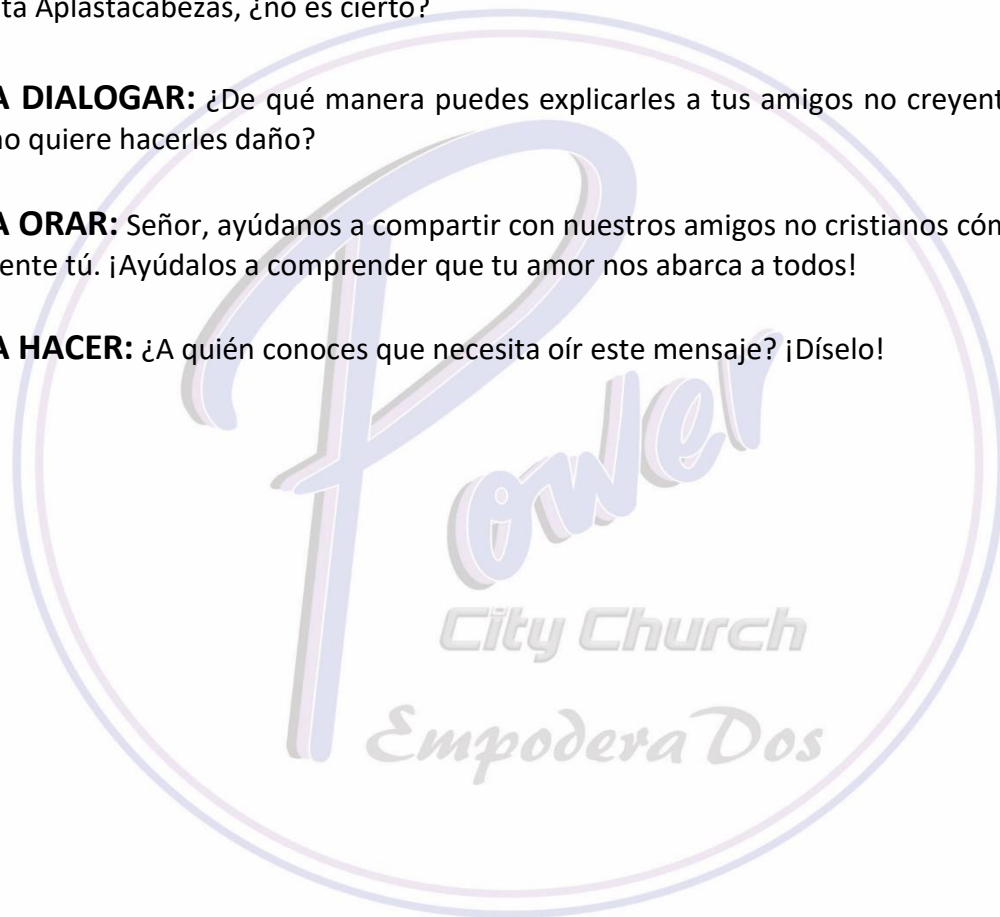 ta Aplastacabezas, ¿no es cierto?
A DIALOGAR: ¿De qué manera puedes explicarles a tus amigos no creyent
no quiere hacerles daño?
A ORAR: Señor, ayúdanos a compartir con nuestros amigos no cristianos cón
ente tú. ¡Ayúdalos a comprender que tu amor nos abarca a todos!
A HACER: ¿A quién conoces que necesita oír este mensaje? ¡Díselo!
Power
City Church
EmpoderaDos